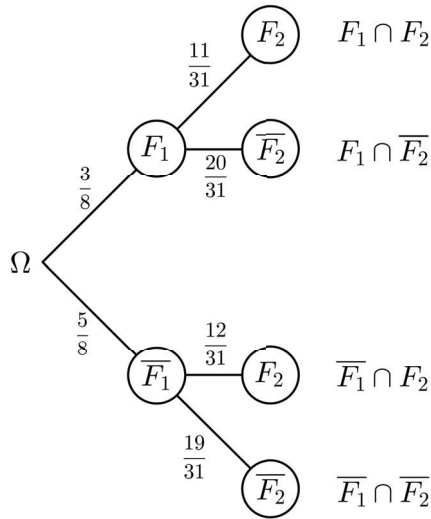 F₂ F₁ ∩ F₂
11/31
F₁ F̅₂ F₁ ∩ F̅₂
20/31
3/8
Ω
5/8
12/31
F̅₁ F₂ F̅₁ ∩ F₂
19/31
F̅₂ F̅₁ ∩ F̅₂